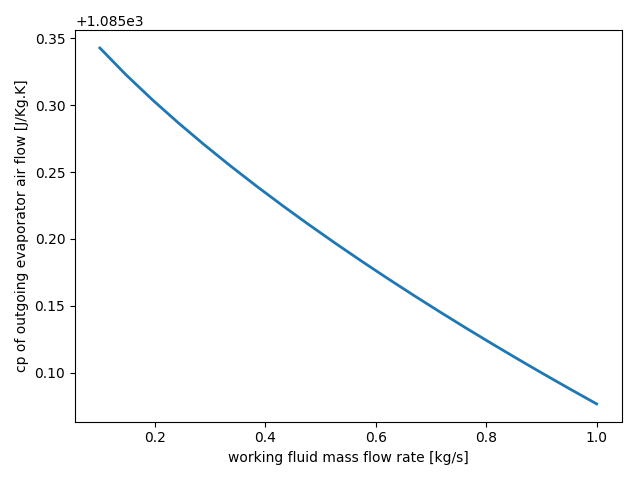 +1.085e3
0.35
0.30
0.25
0.20
0.15
0.10
cp of outgoing evaporator air flow [J/Kg.K]
0.2 0.4 0.6 0.8 1.0
working fluid mass flow rate [kg/s]